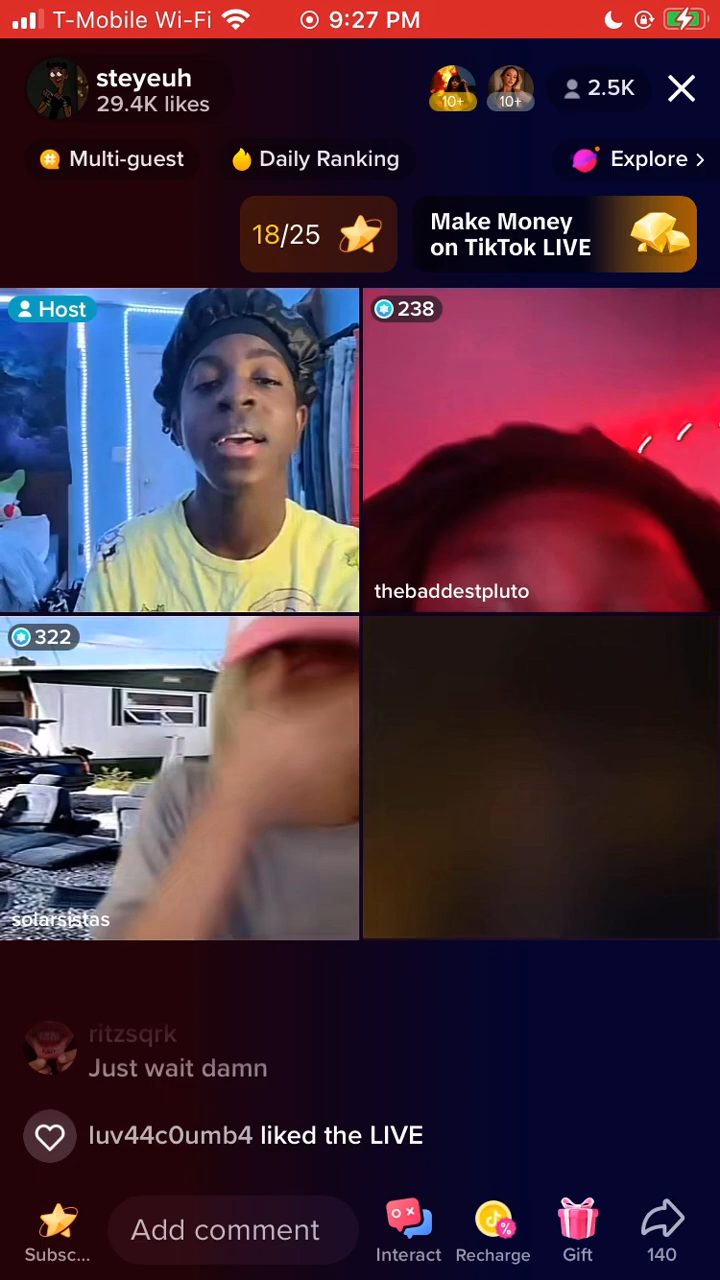 T-Mobile Wi-Fi 9:27 PM
steyeuh
29.4K likes
10+ 10+ 2.5K
Multi-guest Daily Ranking Explore
18/25
Make Money
on TikTok LIVE
Host
238
thebaddestpluto
322
solarsistas
ritzsqrk
Just wait damn
luv44c0umb4 liked the LIVE
Add comment
Subsc... Interact Recharge Gift 140